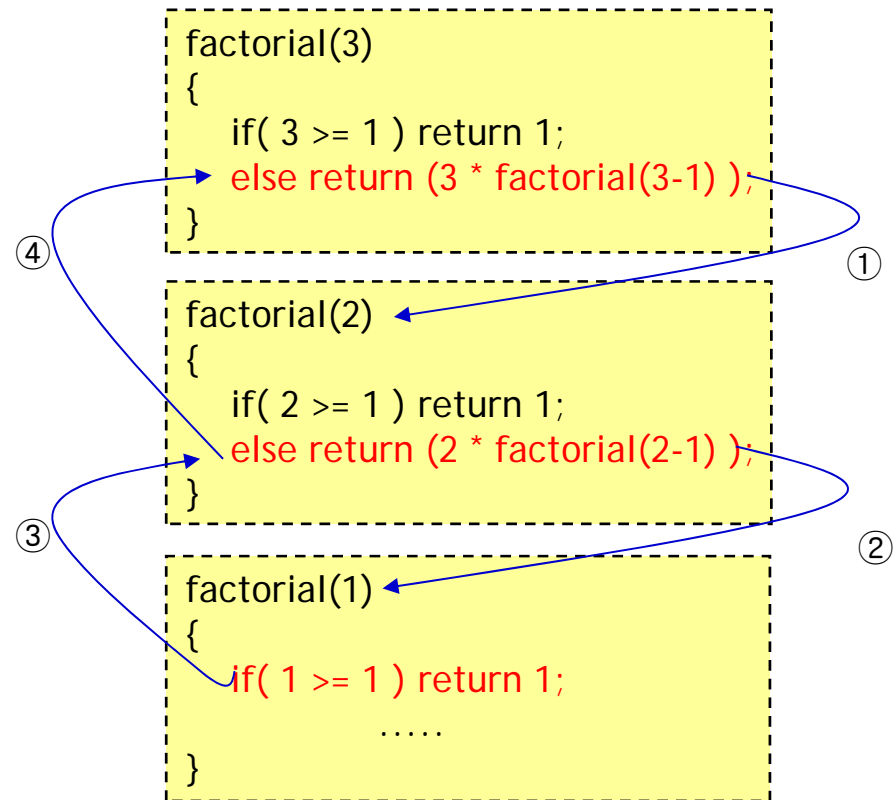 factorial(3)
{
if( 3 >= 1 ) return 1;
else return (3 * factorial(3-1) );
}
④
①
factorial(2)
{
if( 2 >= 1 ) return 1;
else return (2 * factorial(2-1) );
}
③
②
factorial(1)
{
if( 1 >= 1 ) return 1;
.....
}